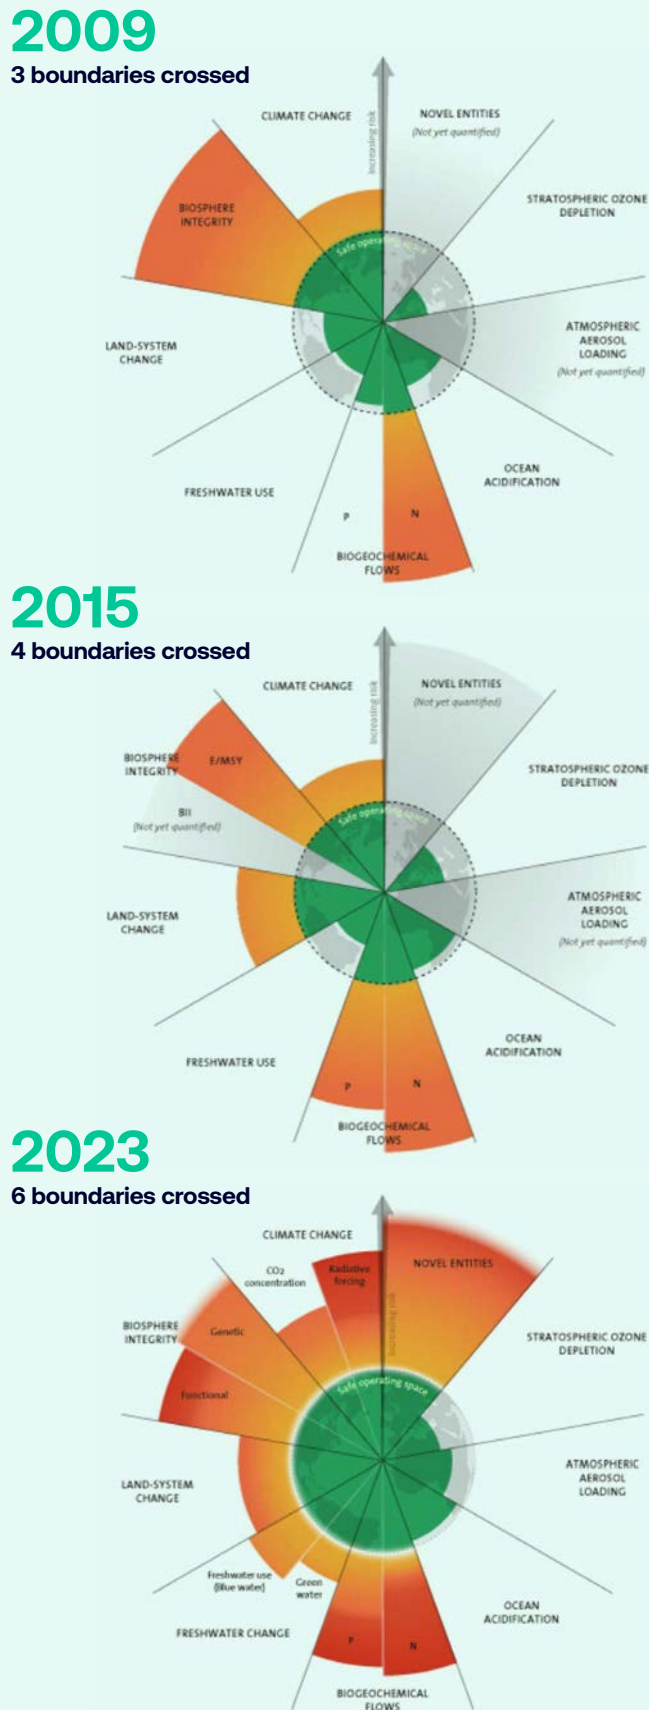 2009
3 boundaries crossed
CLIMATE CHANGE
Increasing risk
NOVEL ENTITIES
(Not yet quantified)
STRATOSPHERIC OZONE
DEPLETION
BIOSPHERE
INTEGRITY
Safe operating space
ATMOSPHERIC
AEROSOL
LOADING
(Not yet quantified)
LAND-SYSTEM
CHANGE
OCEAN
ACIDIFICATION
FRESHWATER USE
P
N
BIOGEOCHEMICAL
FLOWS
2015
4 boundaries crossed
CLIMATE CHANGE
Increasing risk
NOVEL ENTITIES
(Not yet quantified)
STRATOSPHERIC OZONE
DEPLETION
BIOSPHERE
INTEGRITY
E/MSY
BII
(Not yet quantified)
Safe operating space
ATMOSPHERIC
AEROSOL
LOADING
(Not yet quantified)
LAND-SYSTEM
CHANGE
OCEAN
ACIDIFICATION
FRESHWATER USE
P
N
BIOGEOCHEMICAL
FLOWS
2023
6 boundaries crossed
CLIMATE CHANGE
CO2
concentration
Radiative
forcing
Increasing risk
NOVEL ENTITIES
STRATOSPHERIC OZONE
DEPLETION
BIOSPHERE
INTEGRITY
Genetic
Functional
Safe operating space
ATMOSPHERIC
AEROSOL
LOADING
LAND-SYSTEM
CHANGE
Freshwater use
(Blue water)
Green
water
FRESHWATER CHANGE
OCEAN
ACIDIFICATION
P
N
BIOGEOCHEMICAL
FLOWS